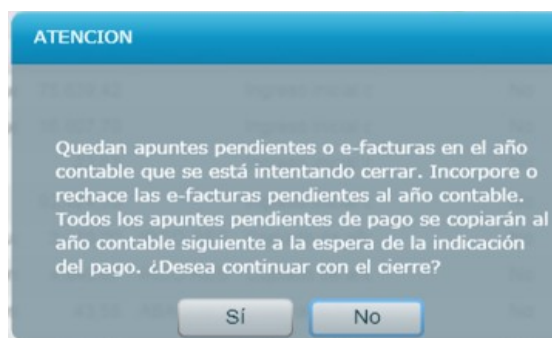 ATENCION
Quedan apuntes pendientes o e-facturas en el año
contable que se está intentando cerrar. Incorpore o
rechace las e-facturas pendientes al año contable.
Todos los apuntes pendientes de pago se copiarán al
año contable siguiente a la espera de la indicación
del pago. ¿Desea continuar con el cierre?
Sí No